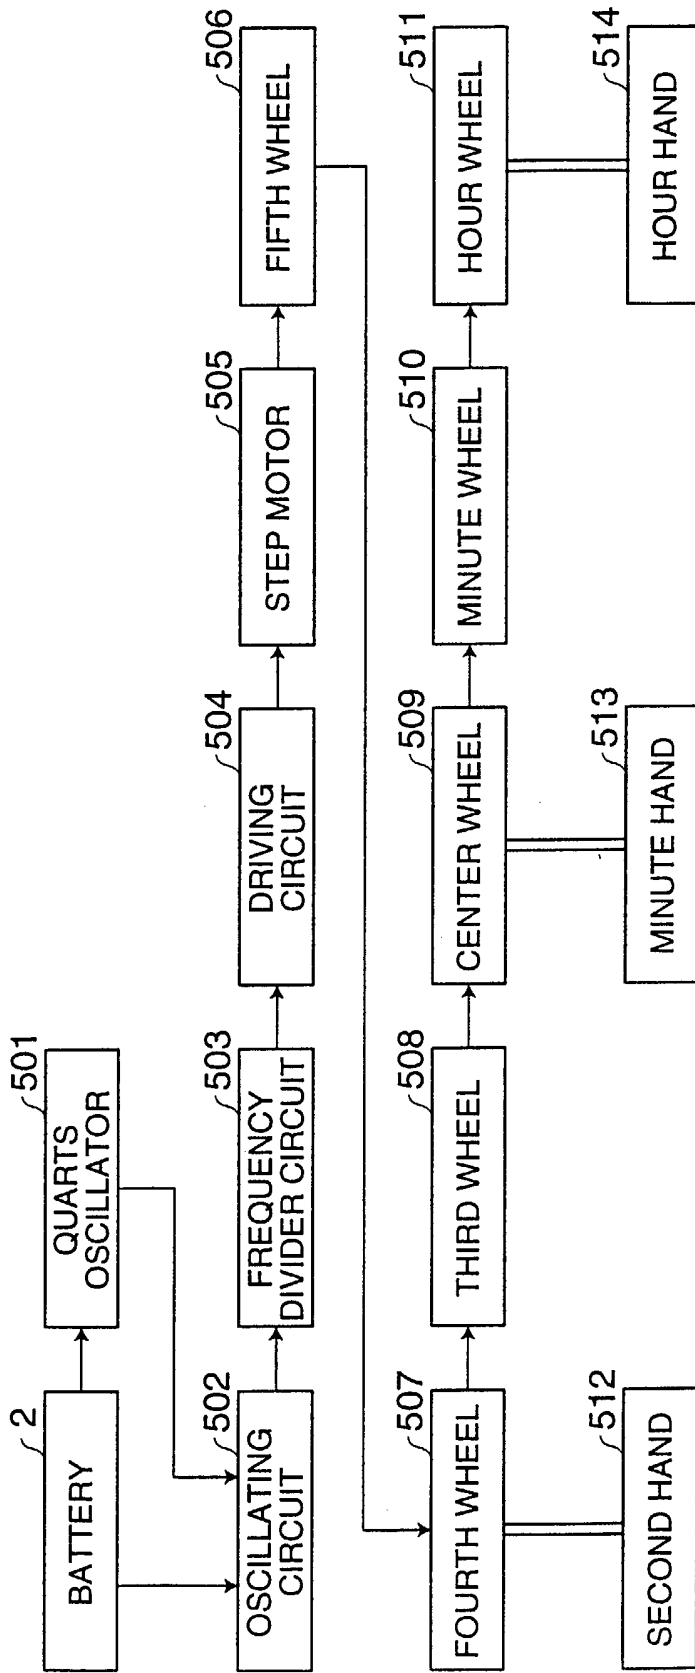 2
BATTERY
501
QUARTS
OSCILLATOR
502
OSCILLATING
CIRCUIT
503
FREQUENCY
DIVIDER CIRCUIT
504
DRIVING
CIRCUIT
505
STEP MOTOR
506
FIFTH WHEEL
507
FOURTH WHEEL
508
THIRD WHEEL
509
CENTER WHEEL
510
MINUTE WHEEL
511
HOUR WHEEL
512
SECOND HAND
513
MINUTE HAND
514
HOUR HAND